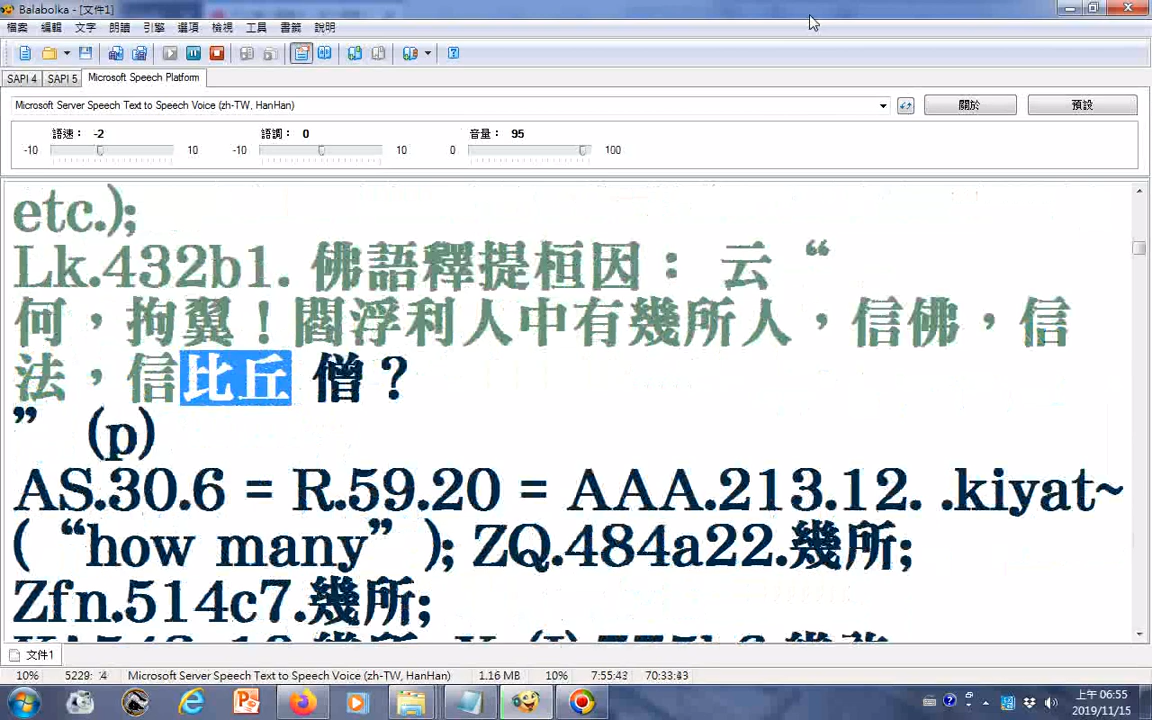 Balabolka - [文件1]
檔案 編輯 文字 朗讀 引擎 選項 檢視 工具 書籤 說明
SAPI 4 SAPI 5 Microsoft Speech Platform
Microsoft Server Speech Text to Speech Voice (zh-TW, HanHan)
關於 預設
語速： -2 語調： 0 音量： 95
-10 10 -10 10 0 100
etc.);
Lk.432b1. 佛語釋提桓因： 云“
何，拘翼！閻浮利人中有幾所人，信佛，信
法，信比丘 僧？
” (p)
AS.30.6 = R.59.20 = AAA.213.12. .kiyat~
(“how many”); ZQ.484a22.幾所;
Zfn.514c7.幾所;
文件1
10% 5229: 74 Microsoft Server Speech Text to Speech Voice (zh-TW, HanHan) 1.16 MB 10% 7:55:43 70:33:43
上午 06:55
2019/11/15